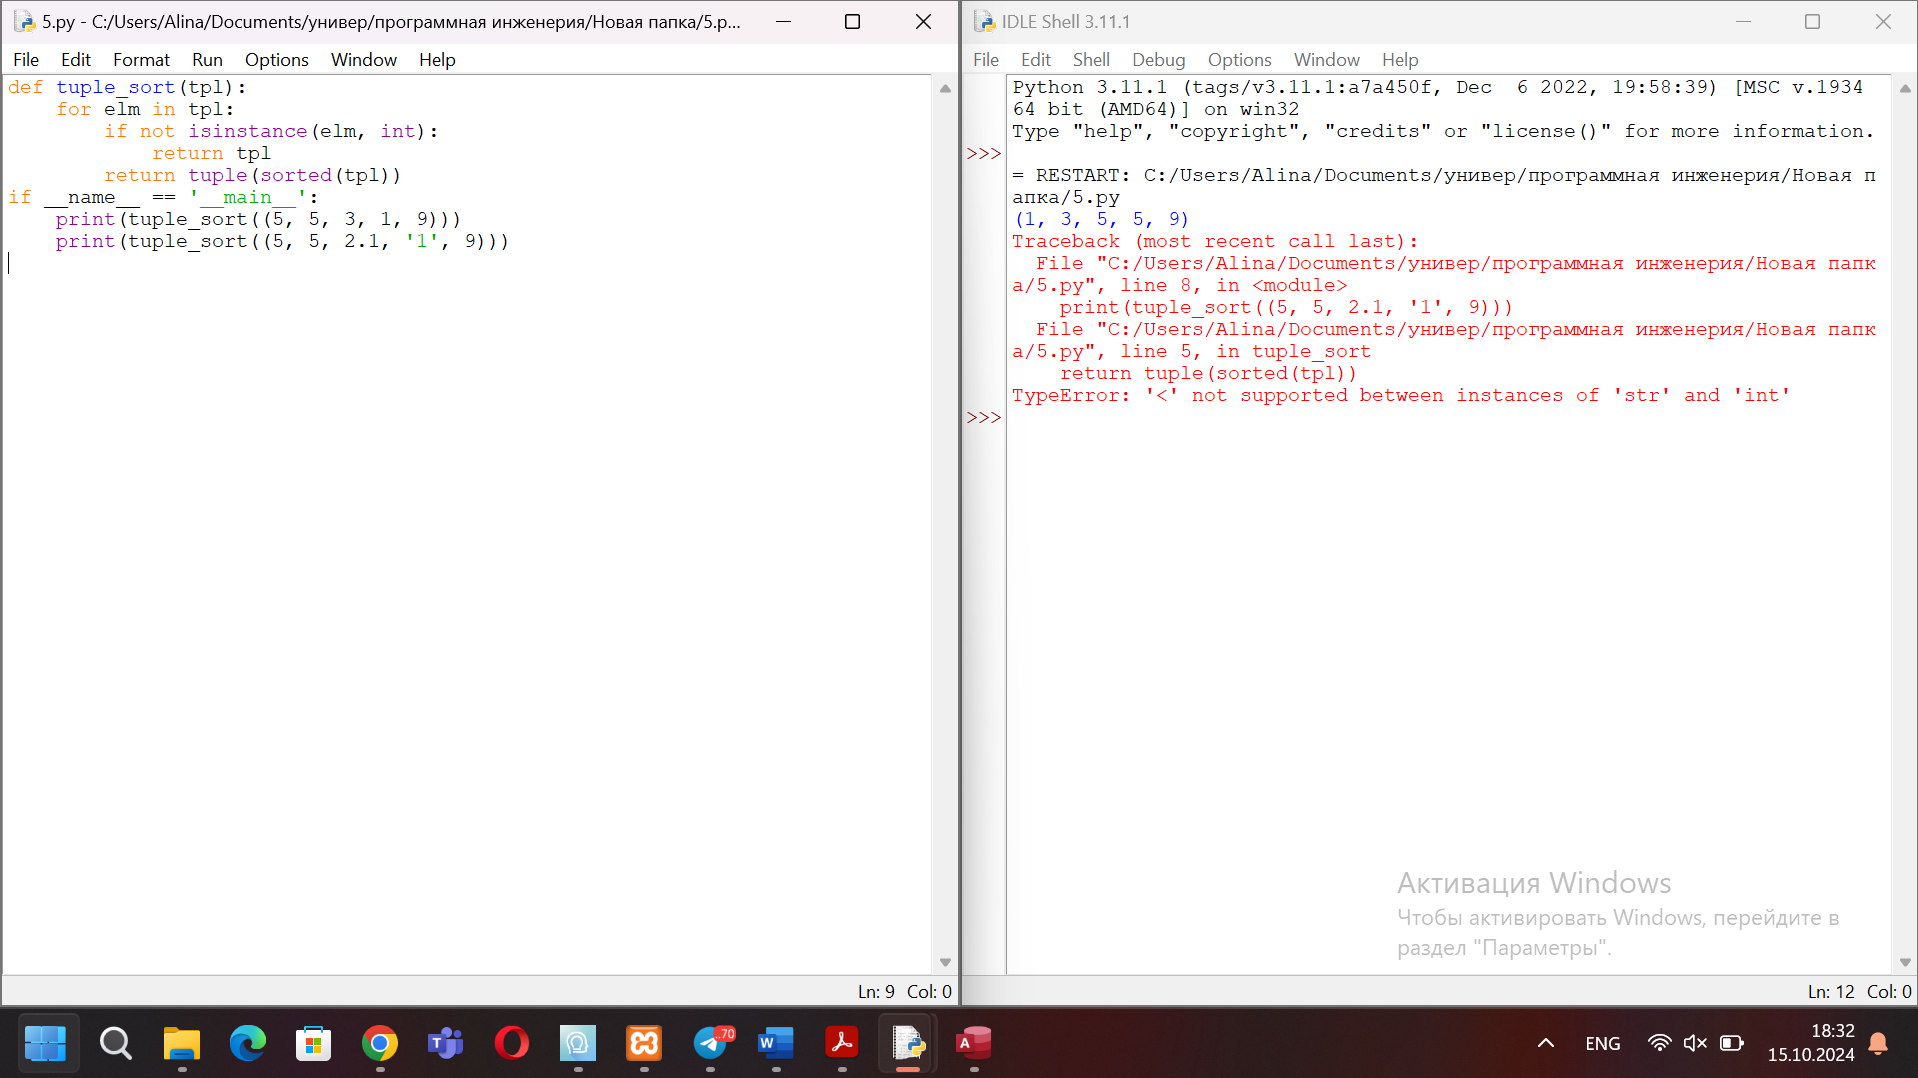 5.py - C:/Users/Alina/Documents/универ/программная инженерия/Новая папка/5.p...
File Edit Format Run Options Window Help
def tuple_sort(tpl):
    for elm in tpl:
        if not isinstance(elm, int):
            return tpl
        return tuple(sorted(tpl))
if __name__ == '__main__':
    print(tuple_sort((5, 5, 3, 1, 9)))
    print(tuple_sort((5, 5, 2.1, '1', 9)))
Ln: 9 Col: 0
IDLE Shell 3.11.1
File Edit Shell Debug Options Window Help
Python 3.11.1 (tags/v3.11.1:a7a450f, Dec  6 2022, 19:58:39) [MSC v.1934
64 bit (AMD64)] on win32
Type "help", "copyright", "credits" or "license()" for more information.
>>>
= RESTART: C:/Users/Alina/Documents/универ/программная инженерия/Новая п
апка/5.py
(1, 3, 5, 5, 9)
Traceback (most recent call last):
  File "C:/Users/Alina/Documents/универ/программная инженерия/Новая папк
а/5.py", line 8, in <module>
    print(tuple_sort((5, 5, 2.1, '1', 9)))
  File "C:/Users/Alina/Documents/универ/программная инженерия/Новая папк
а/5.py", line 5, in tuple_sort
    return tuple(sorted(tpl))
TypeError: '<' not supported between instances of 'str' and 'int'
>>>
Активация Windows
Чтобы активировать Windows, перейдите в
раздел "Параметры".
Ln: 12 Col: 0
..70
ENG
18:32
15.10.2024